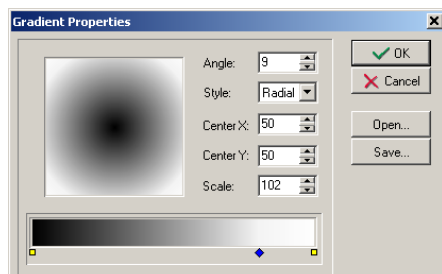 Gradient Properties
Angle: 9
Style: Radial
Center X: 50
Center Y: 50
Scale: 102
OK
Cancel
Open...
Save...